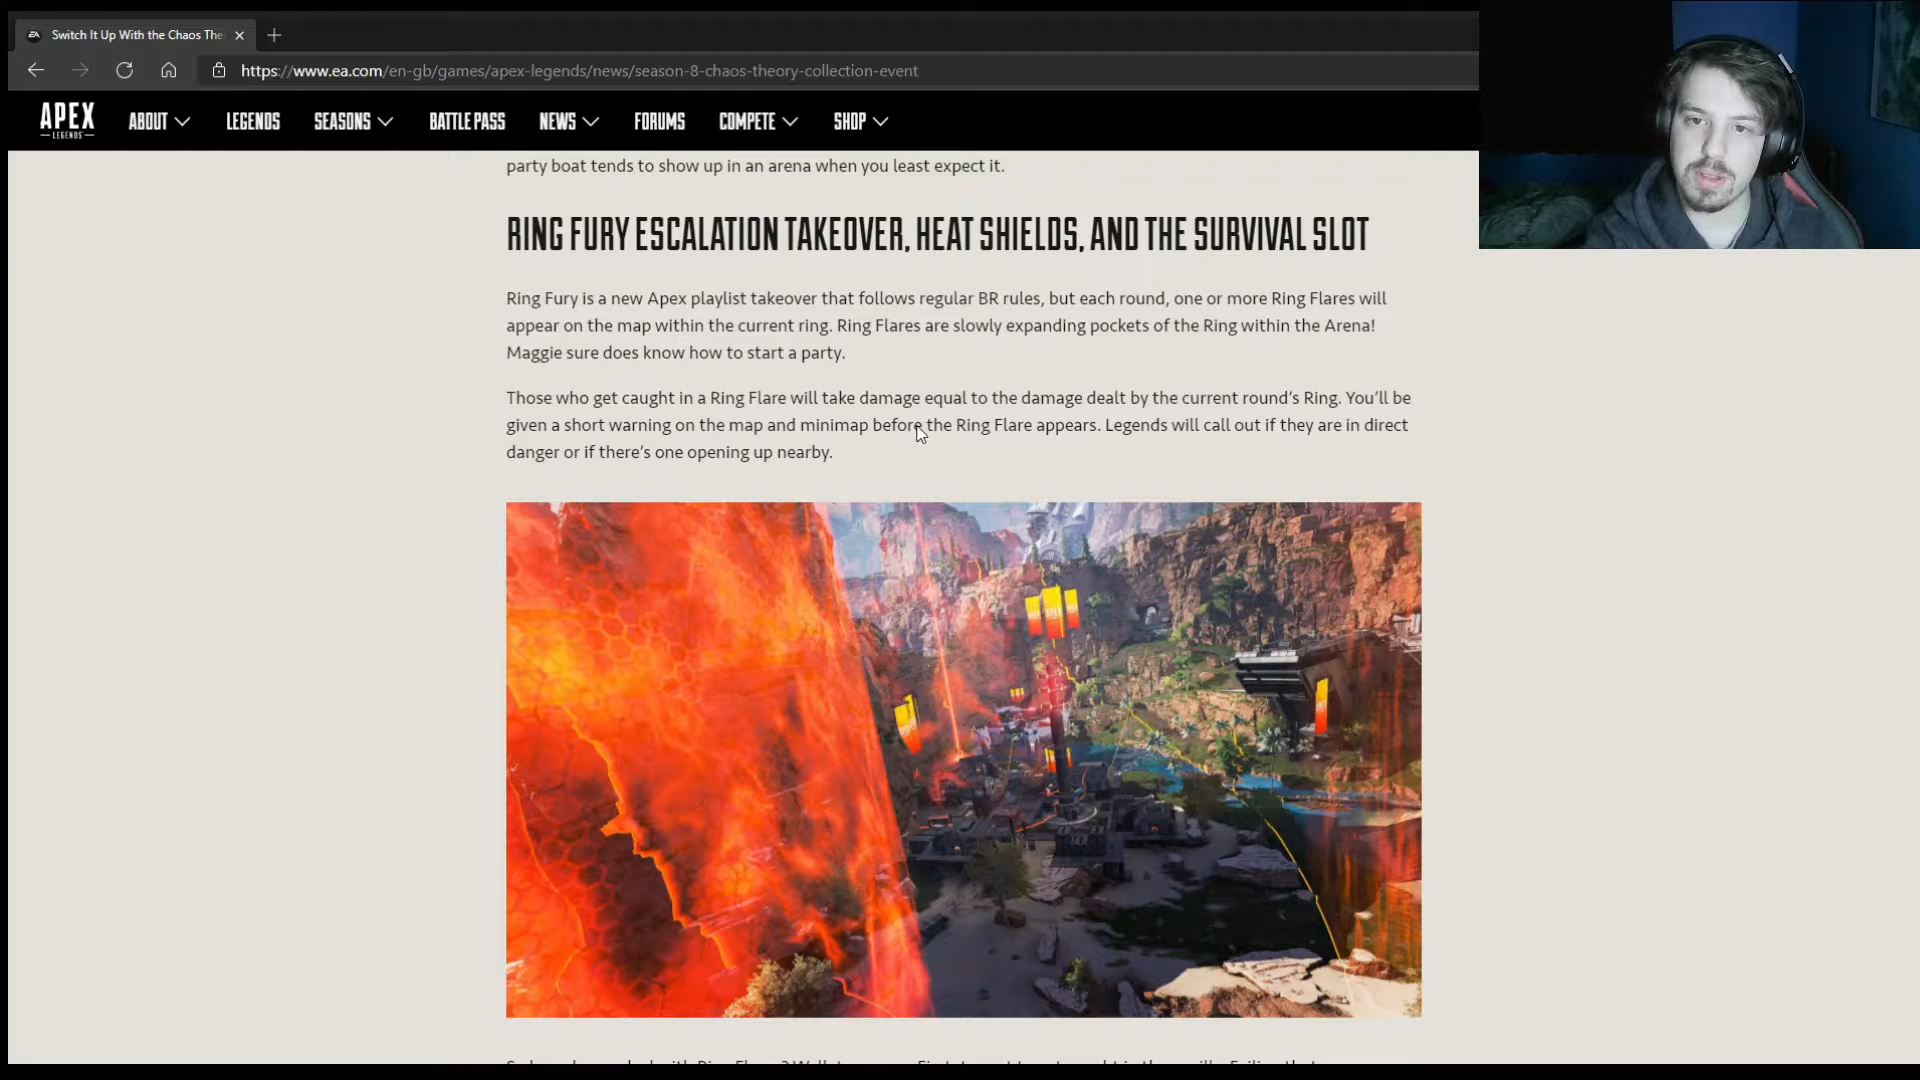 Switch It Up With the Chaos The
https://www.ea.com/en-gb/games/apex-legends/news/season-8-chaos-theory-collection-event
APEX
LEGENDS
ABOUT LEGENDS SEASONS BATTLE PASS NEWS FORUMS COMPETE SHOP
party boat tends to show up in an arena when you least expect it.
RING FURY ESCALATION TAKEOVER, HEAT SHIELDS, AND THE SURVIVAL SLOT
Ring Fury is a new Apex playlist takeover that follows regular BR rules, but each round, one or more Ring Flares will
appear on the map within the current ring. Ring Flares are slowly expanding pockets of the Ring within the Arena!
Maggie sure does know how to start a party.
Those who get caught in a Ring Flare will take damage equal to the damage dealt by the current round’s Ring. You’ll be
given a short warning on the map and minimap before the Ring Flare appears. Legends will call out if they are in direct
danger or if there’s one opening up nearby.